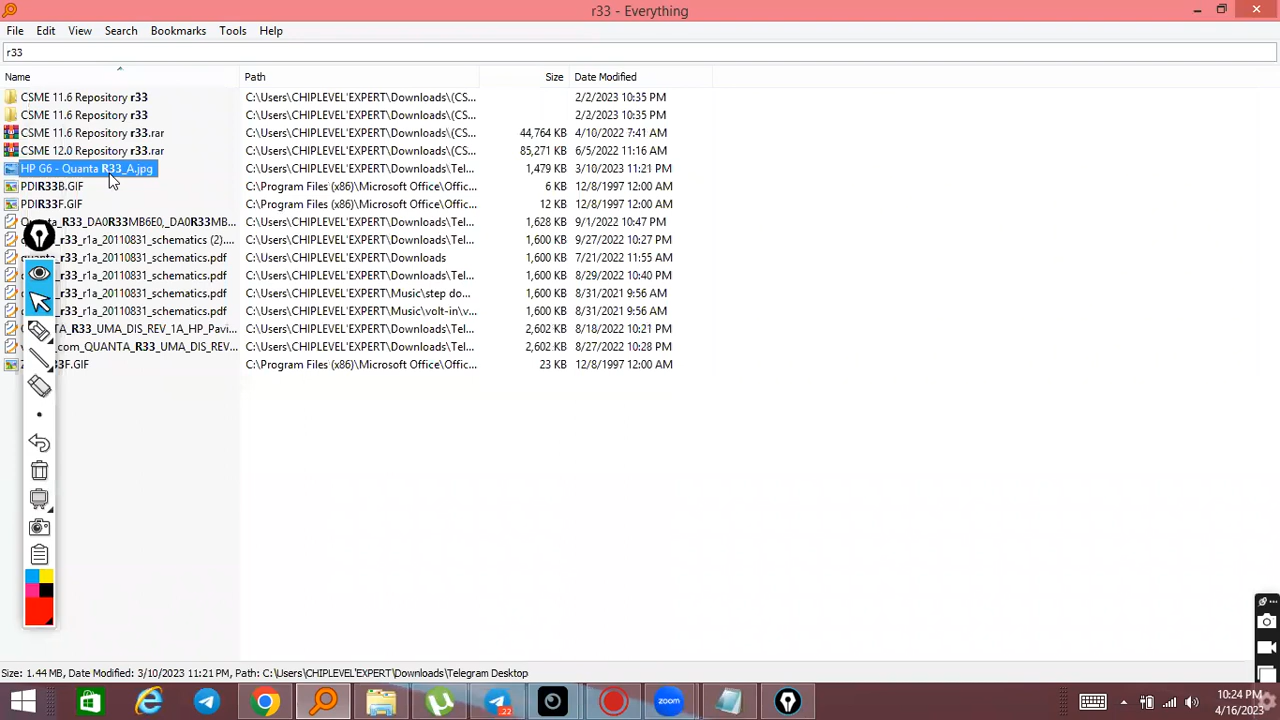 r33 - Everything
File Edit View Search Bookmarks Tools Help
r33
Name Path Size Date Modified
CSME 11.6 Repository r33 C:\Users\CHIPLEVEL'EXPERT\Downloads\(CS... 2/2/2023 10:35 PM
CSME 11.6 Repository r33 C:\Users\CHIPLEVEL'EXPERT\Downloads\(CS... 2/2/2023 10:35 PM
CSME 11.6 Repository r33.rar C:\Users\CHIPLEVEL'EXPERT\Downloads\(CS... 44,764 KB 4/10/2022 7:41 AM
CSME 12.0 Repository r33.rar C:\Users\CHIPLEVEL'EXPERT\Downloads\(CS... 85,271 KB 6/5/2022 11:16 AM
HP G6 - Quanta R33_A.jpg C:\Users\CHIPLEVEL'EXPERT\Downloads\Tel... 1,479 KB 3/10/2023 11:21 PM
PDIR33B.GIF C:\Program Files (x86)\Microsoft Office\Offic... 6 KB 12/8/1997 12:00 AM
PDIR33F.GIF C:\Program Files (x86)\Microsoft Office\Offic... 12 KB 12/8/1997 12:00 AM
R33_DA0R33MB6E0,_DA0R33MB... C:\Users\CHIPLEVEL'EXPERT\Downloads\Tel... 1,628 KB 9/1/2022 10:47 PM
r33_r1a_20110831_schematics (2).... C:\Users\CHIPLEVEL'EXPERT\Downloads\Tel... 1,600 KB 9/27/2022 10:27 PM
quanta_r33_r1a_20110831_schematics.pdf C:\Users\CHIPLEVEL'EXPERT\Downloads 1,600 KB 7/21/2022 11:55 AM
r33_r1a_20110831_schematics.pdf C:\Users\CHIPLEVEL'EXPERT\Downloads\Tel... 1,600 KB 8/29/2022 10:40 PM
r33_r1a_20110831_schematics.pdf C:\Users\CHIPLEVEL'EXPERT\Music\step do... 1,600 KB 8/31/2021 9:56 AM
r33_r1a_20110831_schematics.pdf C:\Users\CHIPLEVEL'EXPERT\Music\volt-in\v... 1,600 KB 8/31/2021 9:56 AM
TA_R33_UMA_DIS_REV_1A_HP_Pavi... C:\Users\CHIPLEVEL'EXPERT\Downloads\Tel... 2,602 KB 8/18/2022 10:21 PM
.com_QUANTA_R33_UMA_DIS_REV... C:\Users\CHIPLEVEL'EXPERT\Downloads\Tel... 2,602 KB 8/27/2022 10:28 PM
33F.GIF C:\Program Files (x86)\Microsoft Office\Offic... 23 KB 12/8/1997 12:00 AM
Size: 1.44 MB, Date Modified: 3/10/2023 11:21 PM, Path: C:\Users\CHIPLEVEL'EXPERT\Downloads\Telegram Desktop
22
zoom
10:24 PM
4/16/2023